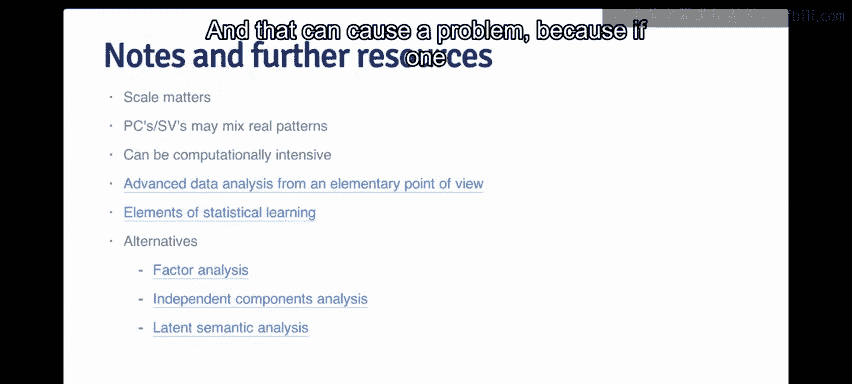 And that can cause a problem, because if
one
Notes and further resources
· Scale matters
· PC's/SV's may mix real patterns
· Can be computationally intensive
· Advanced data analysis from an elementary point of view
· Elements of statistical learning
· Alternatives
- Factor analysis
- Independent components analysis
- Latent semantic analysis